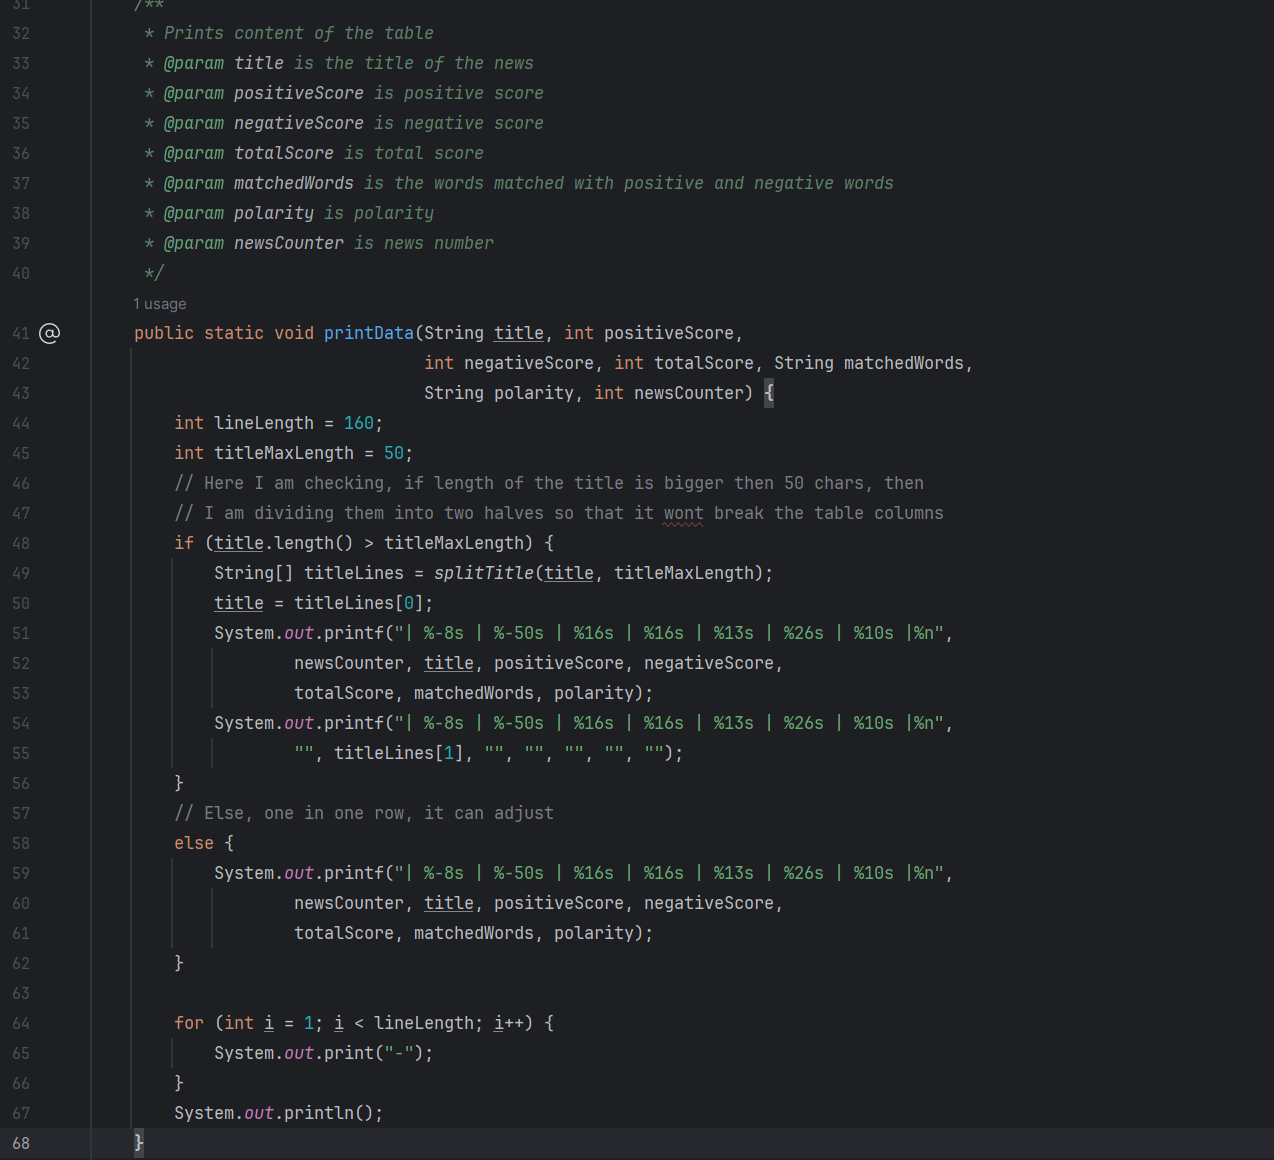 31 /**
32 * Prints content of the table
33 * @param title is the title of the news
34 * @param positiveScore is positive score
35 * @param negativeScore is negative score
36 * @param totalScore is total score
37 * @param matchedWords is the words matched with positive and negative words
38 * @param polarity is polarity
39 * @param newsCounter is news number
40 */
1 usage
41 @ public static void printData(String title, int positiveScore,
42 int negativeScore, int totalScore, String matchedWords,
43 String polarity, int newsCounter) {
44 int lineLength = 160;
45 int titleMaxLength = 50;
46 // Here I am checking, if length of the title is bigger then 50 chars, then
47 // I am dividing them into two halves so that it wont break the table columns
48 if (title.length() > titleMaxLength) {
49 String[] titleLines = splitTitle(title, titleMaxLength);
50 title = titleLines[0];
51 System.out.printf("| %-8s | %-50s | %16s | %16s | %13s | %26s | %10s |%n",
52 newsCounter, title, positiveScore, negativeScore,
53 totalScore, matchedWords, polarity);
54 System.out.printf("| %-8s | %-50s | %16s | %16s | %13s | %26s | %10s |%n",
55 "", titleLines[1], "", "", "", "", "");
56 }
57 // Else, one in one row, it can adjust
58 else {
59 System.out.printf("| %-8s | %-50s | %16s | %16s | %13s | %26s | %10s |%n",
60 newsCounter, title, positiveScore, negativeScore,
61 totalScore, matchedWords, polarity);
62 }
63
64 for (int i = 1; i < lineLength; i++) {
65 System.out.print("-");
66 }
67 System.out.println();
68 }